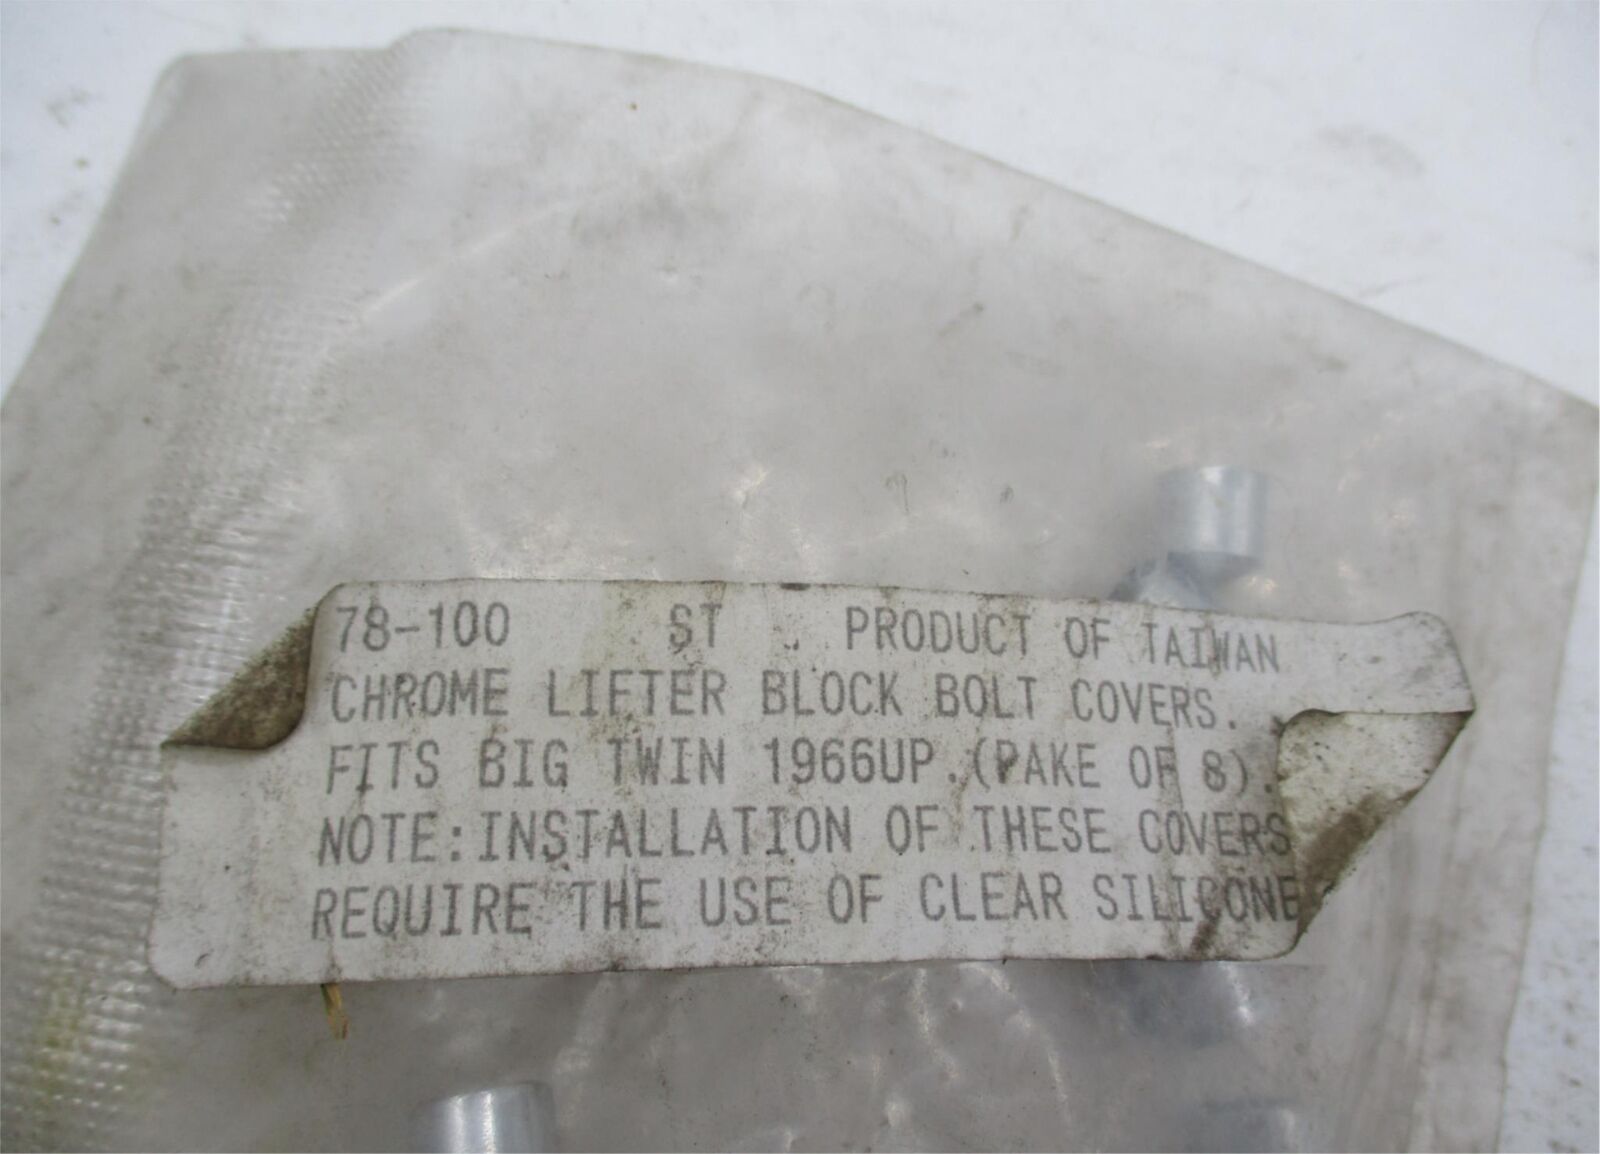 78-100 ST PRODUCT OF TAIWAN
CHROME LIFTER BLOCK BOLT COVERS.
FITS BIG TWIN 1966UP.(PAKE OF 8).
NOTE:INSTALLATION OF THESE COVERS
REQUIRE THE USE OF CLEAR SILICONE